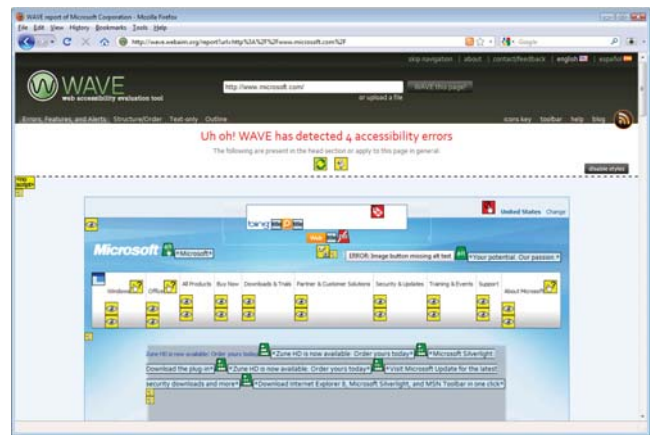 WAVE report of Microsoft Corporation - Mozilla Firefox
File Edit View History Bookmarks Tools Help
http://wave.webaim.org/report?url=http%3A%2F%2Fwww.microsoft.com%2F
Google
skip navigation | about | contact/feedback | english | español
WAVE
web accessibility evaluation tool
http://www.microsoft.com/
WAVE this page!
or upload a file
Errors, Features, and Alerts Structure/Order Text-only Outline
icons key toolbar help blog
Uh oh! WAVE has detected 4 accessibility errors
The following are present in the head section or apply to this page in general:
disable styles
United States Change
bing
Web
Microsoft *Microsoft*
ERROR: Image button missing alt text
*Your potential. Our passion.*
Windows Office All Products Buy Now Downloads & Trials Partner & Customer Solutions Security & Updates Training & Events Support About Microsoft
Zune HD is now available: Order yours today *Zune HD is now available: Order yours today* *Microsoft Silverlight:
Download the plug-in* *Zune HD is now available: Order yours today* *Visit Microsoft Update for the latest
security downloads and more* *Download Internet Explorer 8, Microsoft Silverlight, and MSN Toolbar in one click*